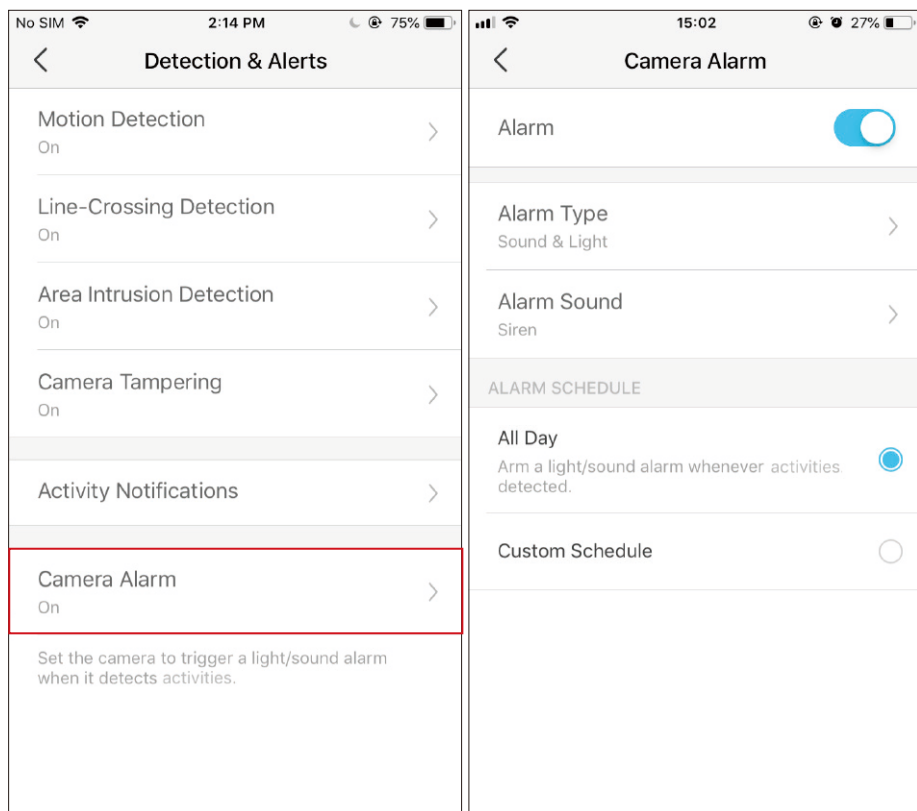 No SIM 2:14 PM 75%
Detection & Alerts
Motion Detection
On
Line-Crossing Detection
On
Area Intrusion Detection
On
Camera Tampering
On
Activity Notifications
Camera Alarm
On
Set the camera to trigger a light/sound alarm
when it detects activities.
15:02 27%
Camera Alarm
Alarm
Alarm Type
Sound & Light
Alarm Sound
Siren
ALARM SCHEDULE
All Day
Arm a light/sound alarm whenever activities
detected.
Custom Schedule